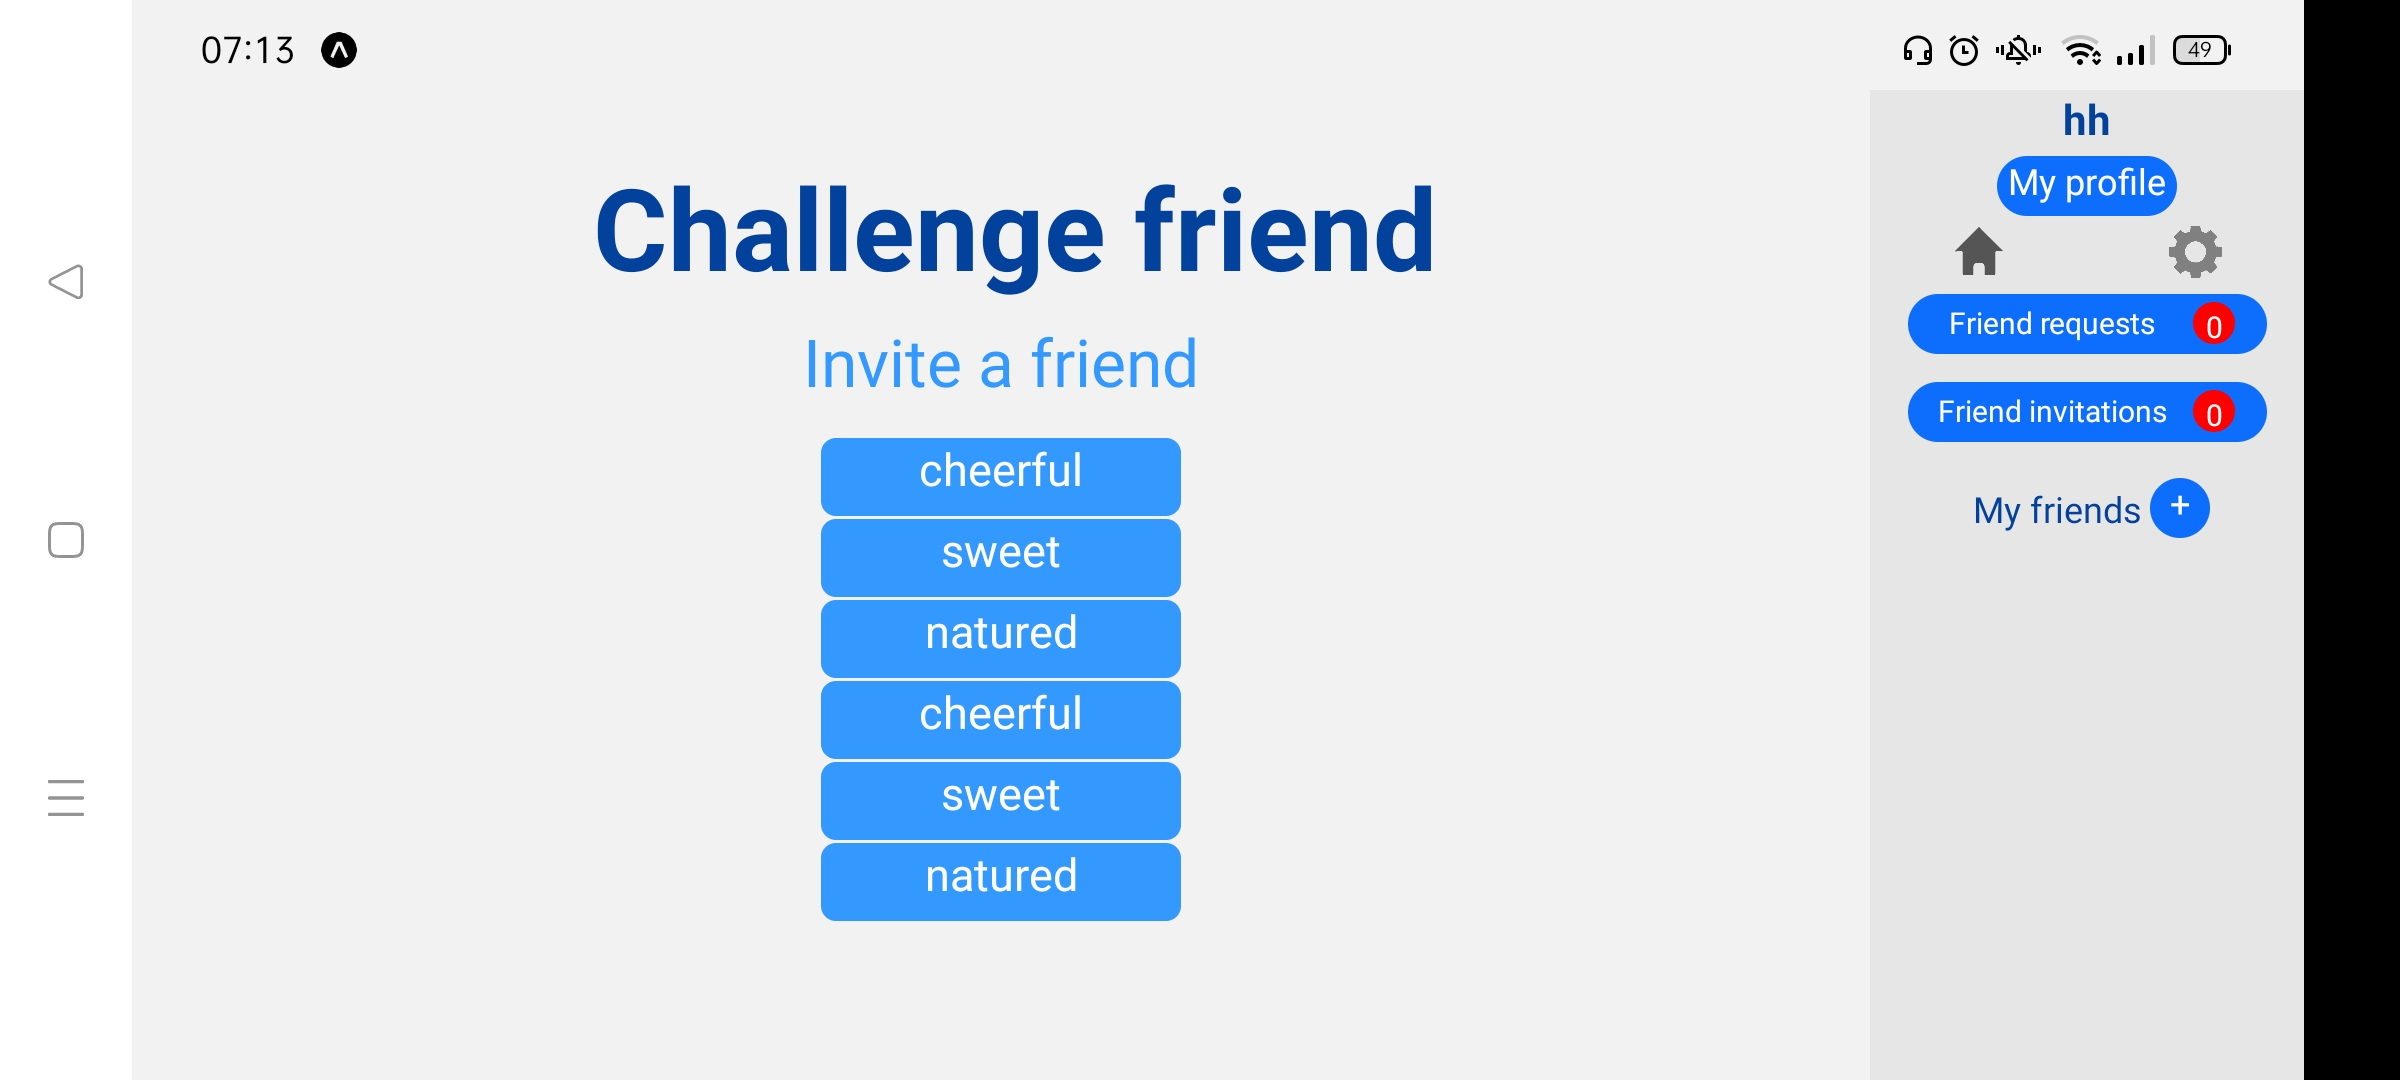 07:13
49
Challenge friend
Invite a friend
cheerful
sweet
natured
cheerful
sweet
natured
hh
My profile
Friend requests 0
Friend invitations 0
My friends +